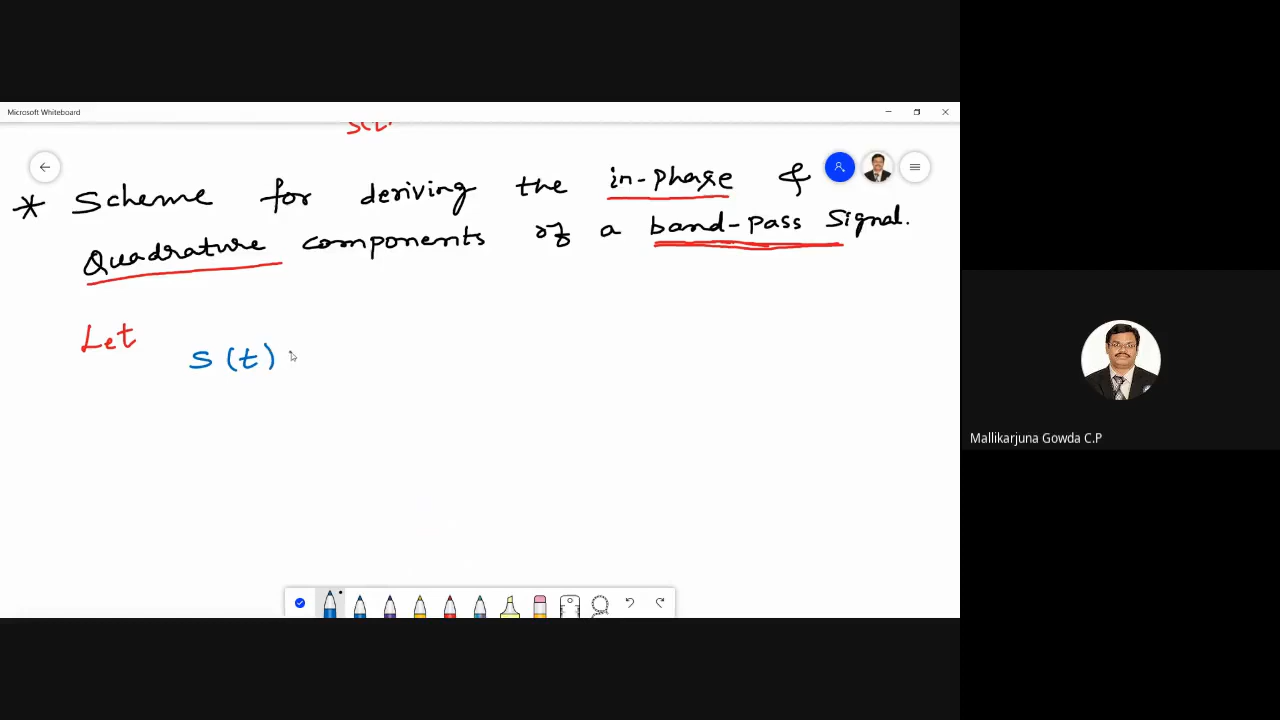 Microsoft Whiteboard
* Scheme for deriving the in-phase &
Quadrature components of a band-pass Signal.
Let
S(t)
Mallikarjuna Gowda C.P